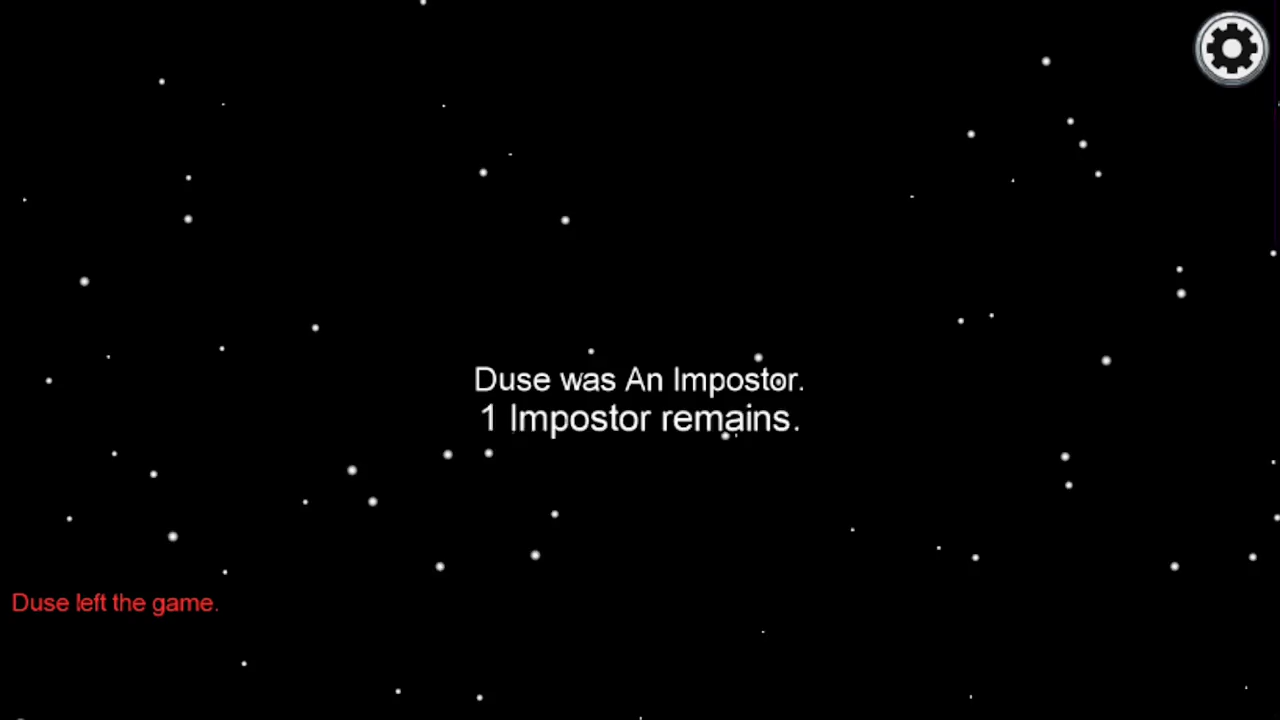 Duse was An Impostor.
1 Impostor remains.
Duse left the game.